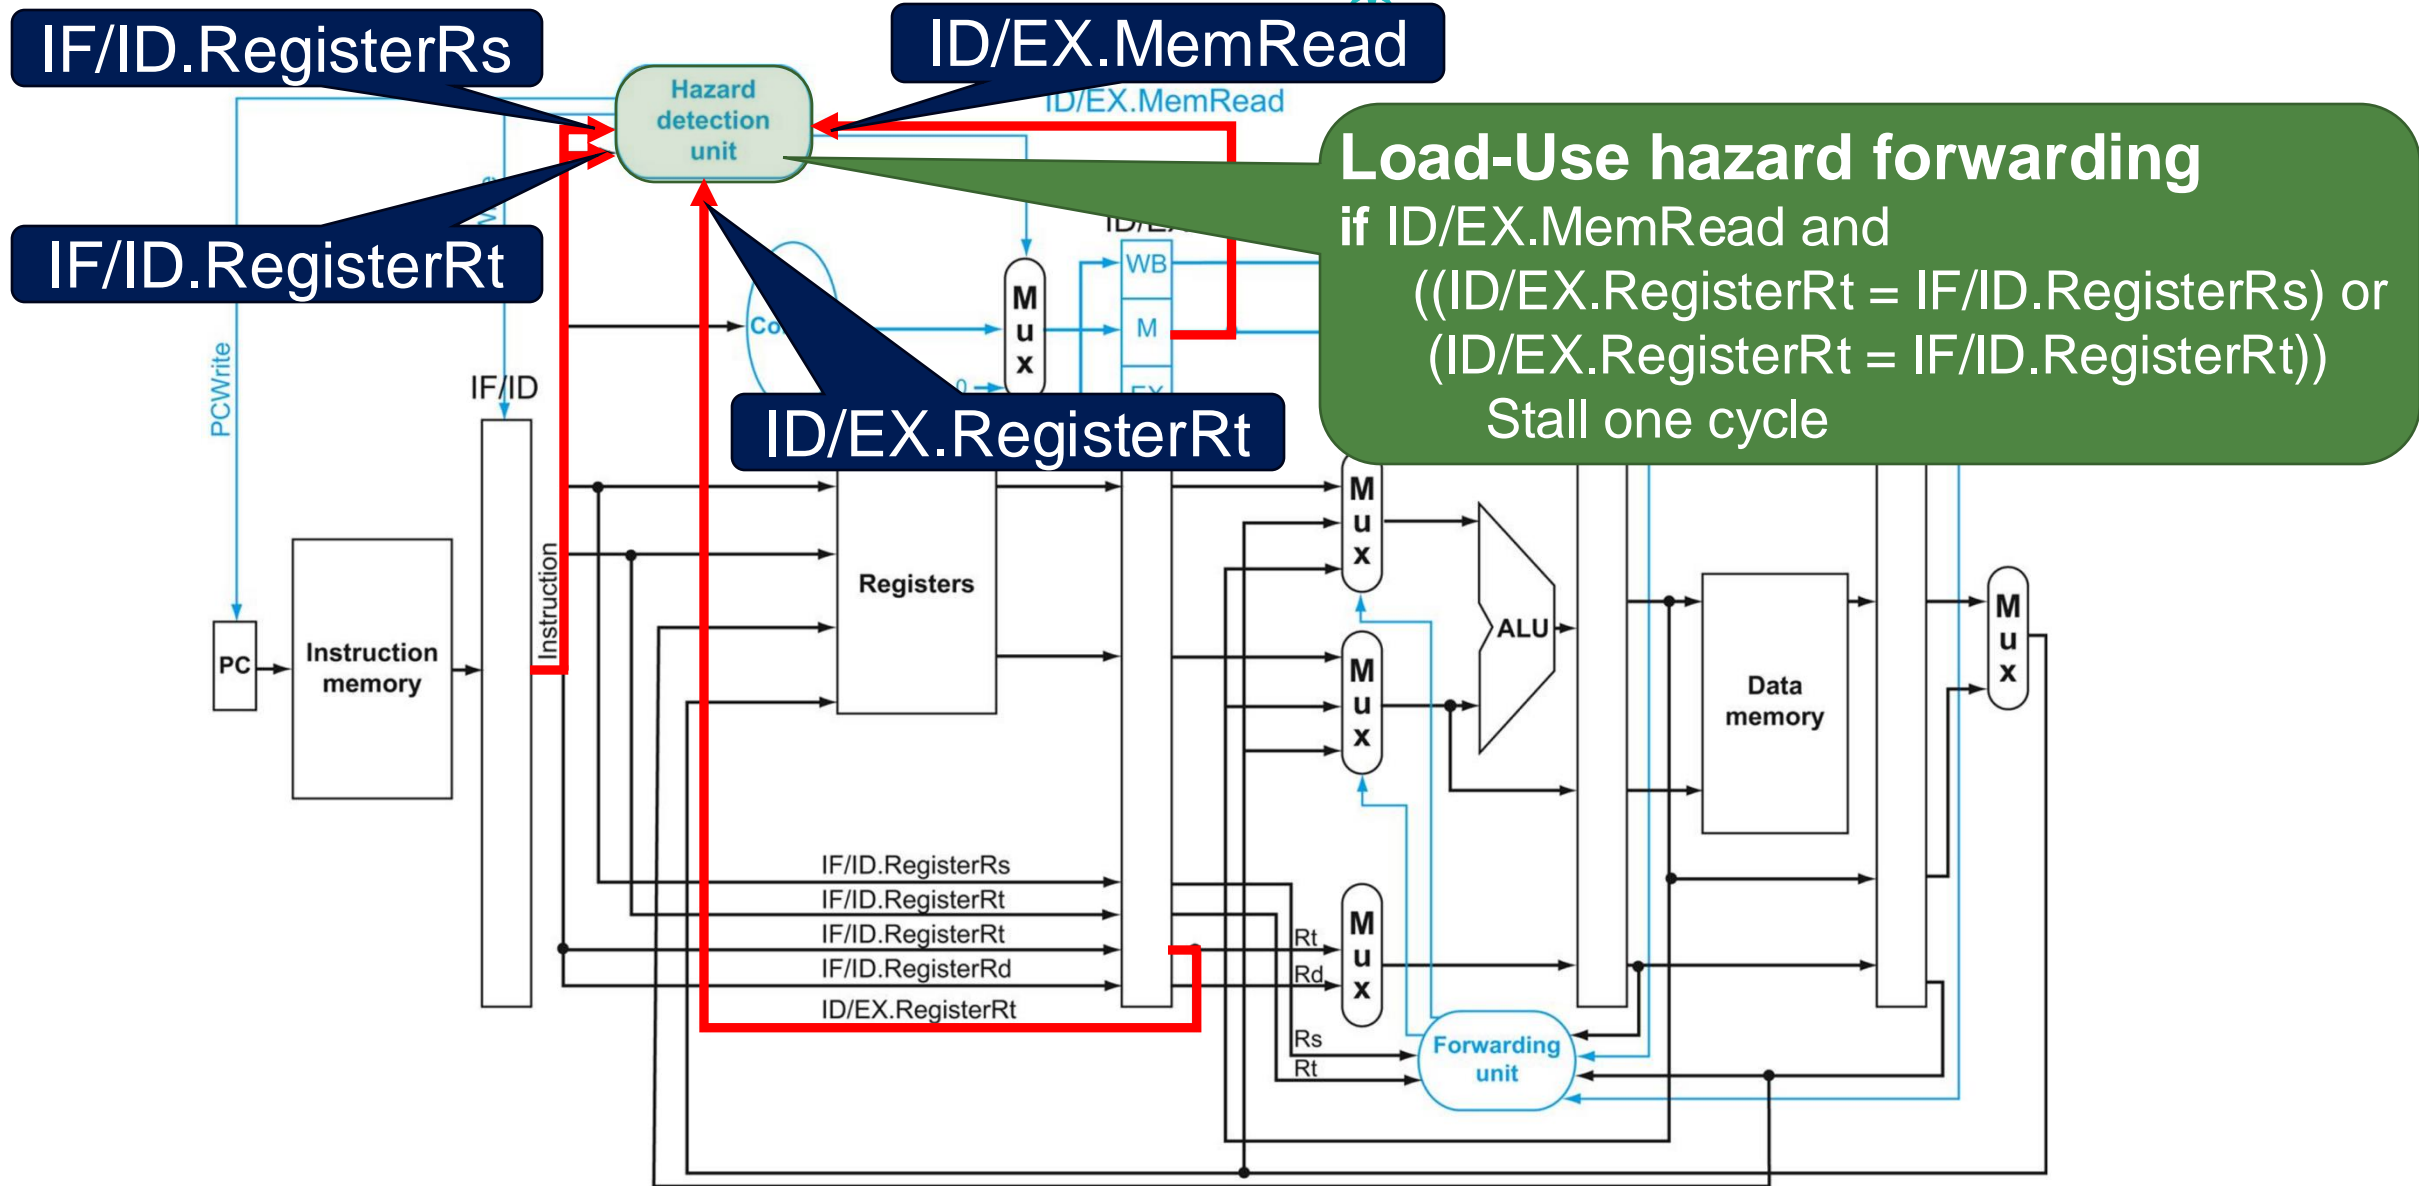 IF/ID.RegisterRs
ID/EX.MemRead
Hazard
detection
unit
ID/EX.MemRead
IF/ID.RegisterRt
Load-Use hazard forwarding
if ID/EX.MemRead and
((ID/EX.RegisterRt = IF/ID.RegisterRs) or
(ID/EX.RegisterRt = IF/ID.RegisterRt))
Stall one cycle
WB
M
M
u
x
0
PCWrite
IF/ID
ID/EX.RegisterRt
M
u
x
Instruction
Registers
ALU
PC
Instruction
memory
M
u
x
Data
memory
M
u
x
IF/ID.RegisterRs
IF/ID.RegisterRt
IF/ID.RegisterRt
IF/ID.RegisterRd
ID/EX.RegisterRt
Rt
Rd
M
u
x
Rs
Rt
Forwarding
unit